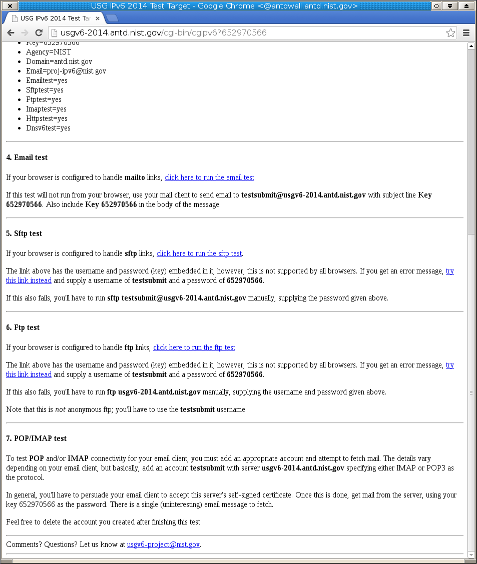 USG IPv6 2014 Test Target - Google Chrome <@antowall.antd.nist.gov>
USG IPv6 2014 Test Ta
usgv6-2014.antd.nist.gov/cgi-bin/cgipv6?652970566
Key=652970566
Agency=NIST
Domain=antd.nist.gov
Email=proj-ipv6@nist.gov
Emailtest=yes
Sftptest=yes
Ftptest=yes
Imaptest=yes
Httpstest=yes
Dnsv6test=yes
4. Email test
If your browser is configured to handle mailto links, click here to run the email test
If this test will not run from your browser, use your mail client to send email to testsubmit@usgv6-2014.antd.nist.gov with subject line Key
652970566. Also include Key 652970566 in the body of the message
5. Sftp test
If your browser is configured to handle sftp links, click here to run the sftp test.
The link above has the username and password (key) embedded in it; however, this is not supported by all browsers. If you get an error message, try
this link instead and supply a username of testsubmit and a password of 652970566.
If this also fails, you'll have to run sftp testsubmit@usgv6-2014.antd.nist.gov manually, supplying the password given above.
6. Ftp test
If your browser is configured to handle ftp links, click here to run the ftp test
The link above has the username and password (key) embedded in it; however, this is not supported by all browsers. If you get an error message, try
this link instead and supply a username of testsubmit and a password of 652970566.
If this also fails, you'll have to run ftp usgv6-2014.antd.nist.gov manually, supplying the username and password given above.
Note that this is not anonymous ftp; you'll have to use the testsubmit username
7. POP/IMAP test
To test POP and/or IMAP connectivity for your email client, you must add an appropriate account and attempt to fetch mail. The details vary
depending on your email client, but basically, add an account testsubmit with server usgv6-2014.antd.nist.gov specifying either IMAP or POP3 as
the protocol.
In general, you'll have to persuade your email client to accept this server's self-signed certificate. Once this is done, get mail from the server, using your
key 652970566 as the password. There is a single (uninteresting) email message to fetch.
Feel free to delete the account you created after finishing this test
Comments? Questions? Let us know at usgv6-project@nist.gov.